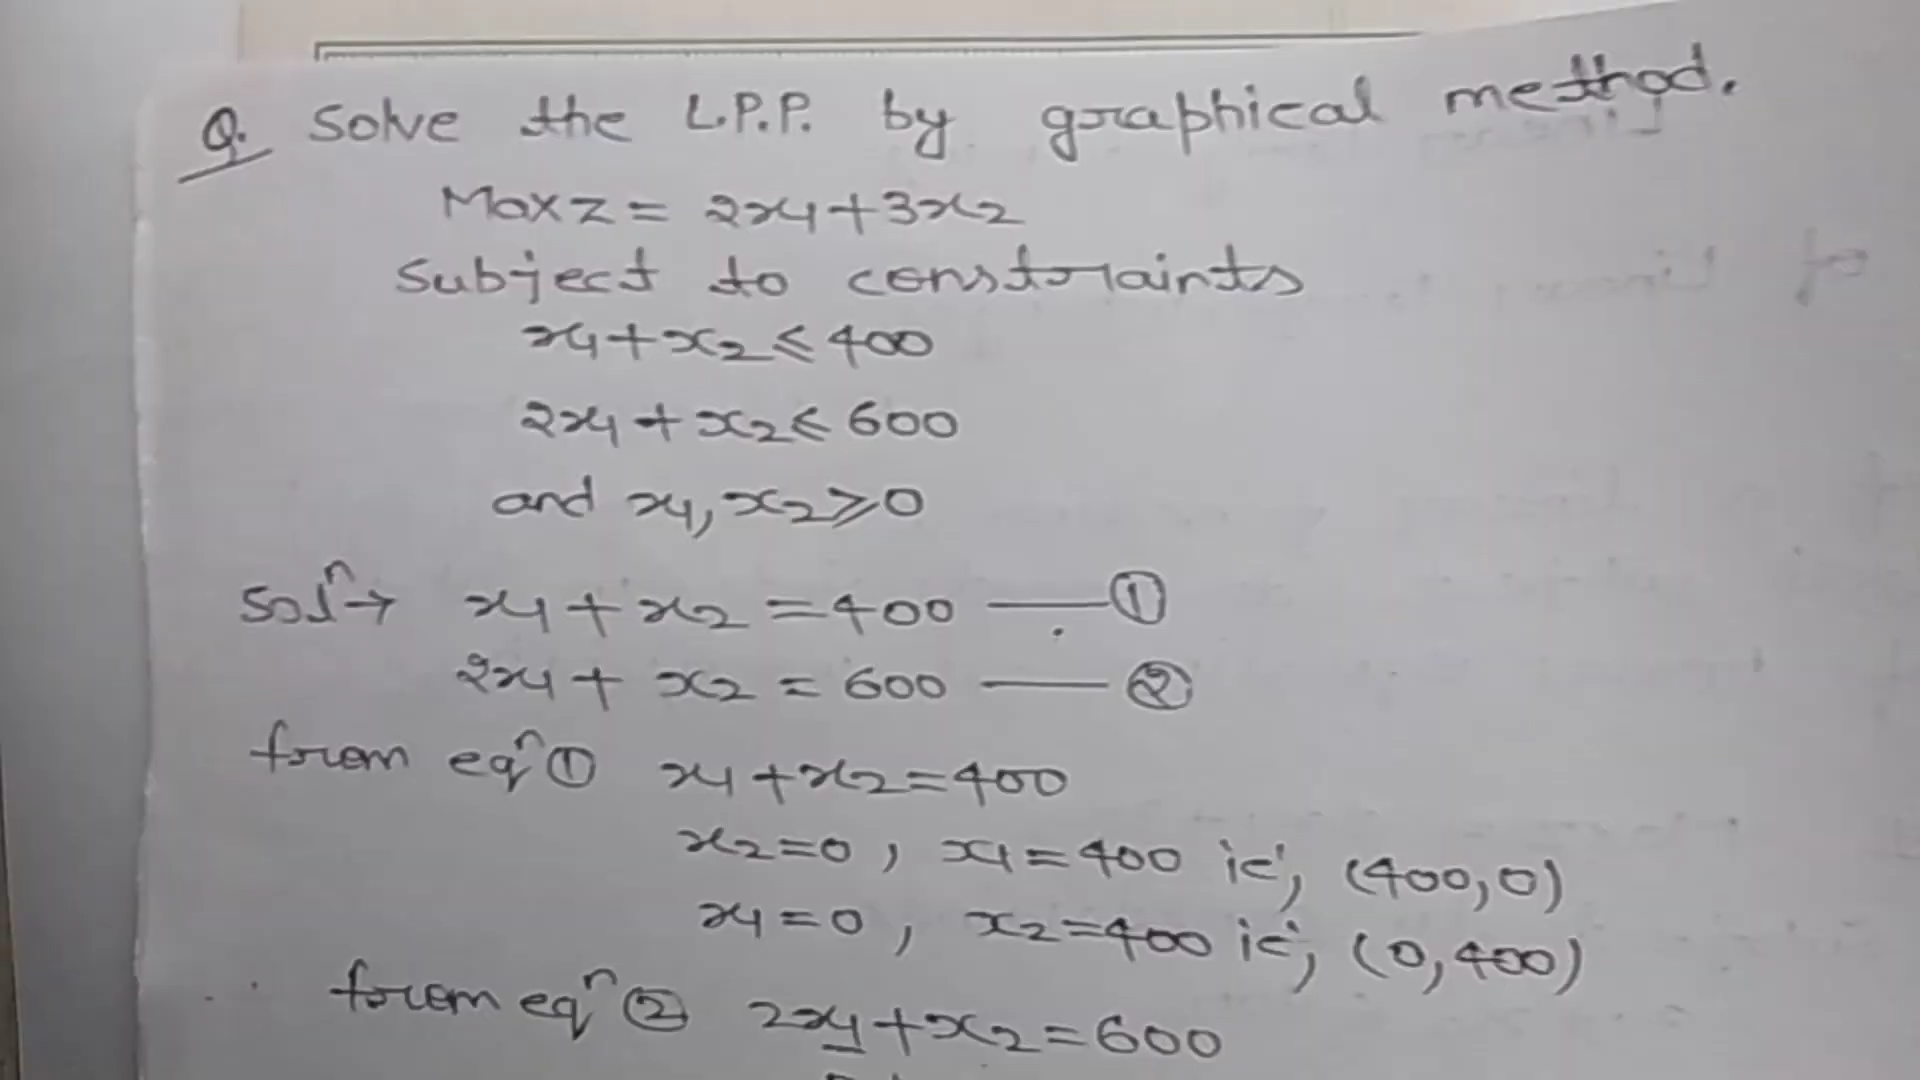 Q. Solve the L.P.P. by graphical method.
Max Z = 2x1+3x2
Subject to constraints
x1+x2 ≤ 400
2x1+x2 ≤ 600
and x1, x2 ≥ 0
Solⁿ → x1+x2 = 400 —— ①
2x1+x2 = 600 —— ②
from eqⁿ ① x1+x2=400
x2=0, x1=400 ie, (400,0)
x1=0, x2=400 ie, (0,400)
from eqⁿ ② 2x1+x2=600